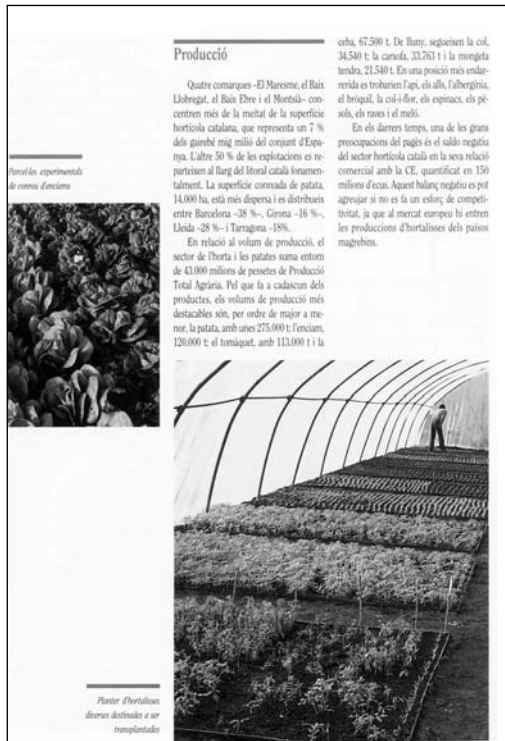 Producció
Quatre comarques –El Maresme, el Baix
Llobregat, el Baix Ebre i el Montsià– con-
centren més de la meitat de la superfície
hortícola catalana, que representa un 7 %
dels gairebé mig milió del conjunt d'Espa-
nya. L'altre 50 % de les explotacions es re-
parteixen al llarg del litoral català fonamen-
talment. La superfície conreada de patata,
14.000 ha, està més dispersa i es distribueix
entre Barcelona –38 %–, Girona –16 %–,
Lleida –28 %– i Tarragona –18%.
En relació al volum de producció, el
sector de l'horta i les patates suma entorn
de 43.000 milions de pessetes de Producció
Total Agrària. Pel que fa a cadascun dels
productes, els volums de producció més
destacables són, per ordre de major a me-
nor, la patata, amb unes 275.000 t; l'enciam,
120.000 t; el tomàquet, amb 113.000 t i la
ceba, 67.500 t. De lluny, segueixen la col,
34.540 t; la carxofa, 33.763 t i la mongeta
tendra, 21.540 t. En una posició més endar-
rerida es trobarien l'api, els alls, l'albergínia,
el bròquil, la col-i-flor, els espinacs, els pè-
sols, els raves i el meló.
En els darrers temps, una de les grans
preocupacions del pagès és el saldo negatiu
del sector hortícola català en la seva relació
comercial amb la CE, quantificat en 150
milions d'ecus. Aquest balanç negatiu es pot
agreujar si no es fa un esforç de competi-
tivitat, ja que al mercat europeu hi entren
les produccions d'hortalisses dels països
magrebins.
Parcel·les experimentals
de conreu d'enciams
Planter d'hortalisses
diverses destinades a ser
transplantades